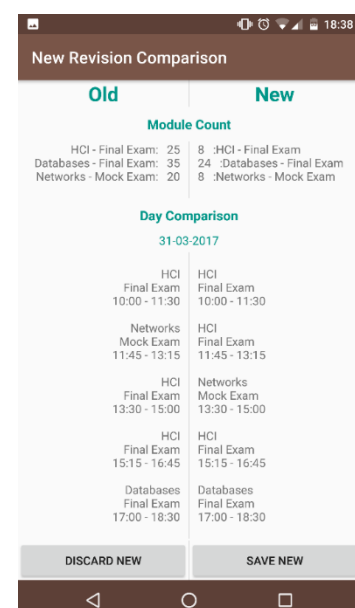 18:38
New Revision Comparison
Old New
Module Count
HCI - Final Exam: 25 8 :HCI - Final Exam
Databases - Final Exam: 35 24 :Databases - Final Exam
Networks - Mock Exam: 20 8 :Networks - Mock Exam
Day Comparison
31-03-2017
HCI HCI
Final Exam Final Exam
10:00 - 11:30 10:00 - 11:30
Networks HCI
Mock Exam Final Exam
11:45 - 13:15 11:45 - 13:15
HCI Networks
Final Exam Mock Exam
13:30 - 15:00 13:30 - 15:00
HCI HCI
Final Exam Final Exam
15:15 - 16:45 15:15 - 16:45
Databases Databases
Final Exam Final Exam
17:00 - 18:30 17:00 - 18:30
DISCARD NEW SAVE NEW